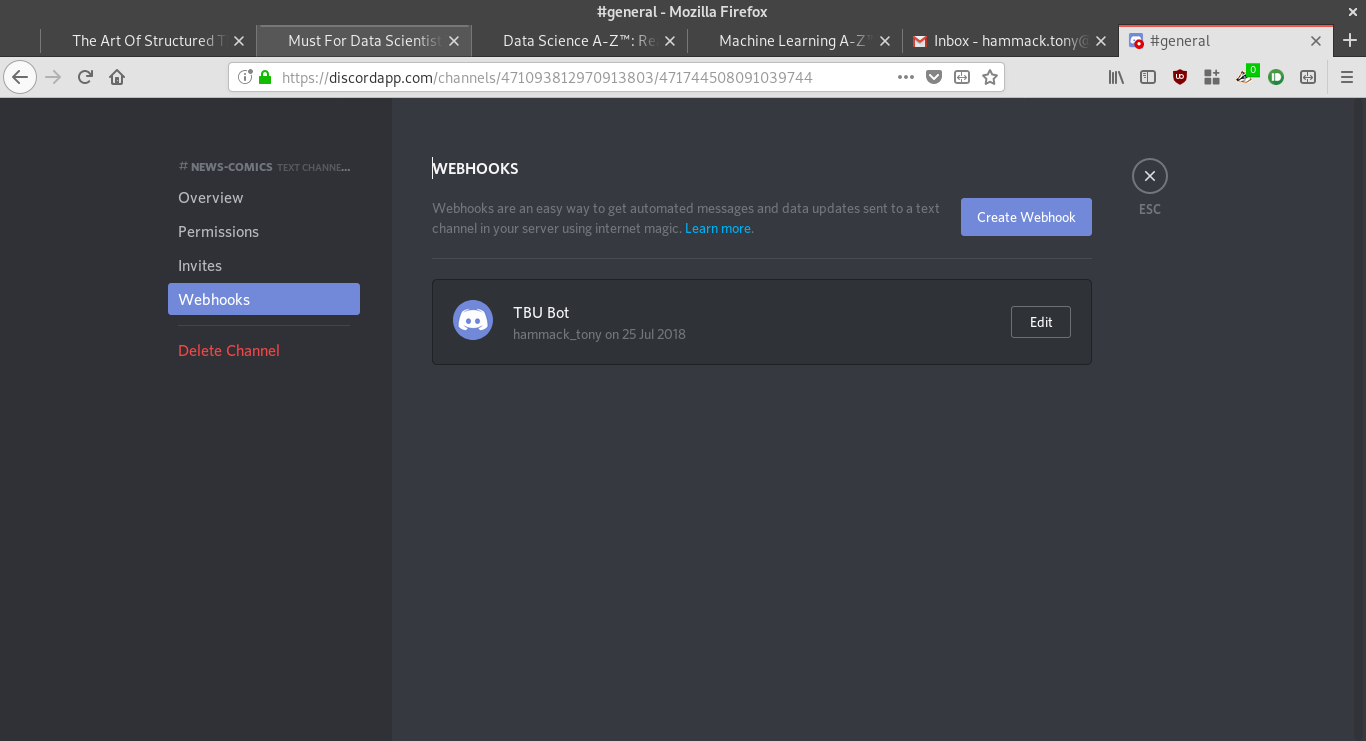 #general - Mozilla Firefox
The Art Of Structured T
Must For Data Scientist
Data Science A-Z™: Re
Machine Learning A-Z™
Inbox - hammack.tony@
#general
https://discordapp.com/channels/471093812970913803/471744508091039744
0
# NEWS-COMICS TEXT CHANNE...
Overview
Permissions
Invites
Webhooks
Delete Channel
WEBHOOKS
Webhooks are an easy way to get automated messages and data updates sent to a text
channel in your server using internet magic. Learn more.
Create Webhook
ESC
TBU Bot
hammack_tony on 25 Jul 2018
Edit